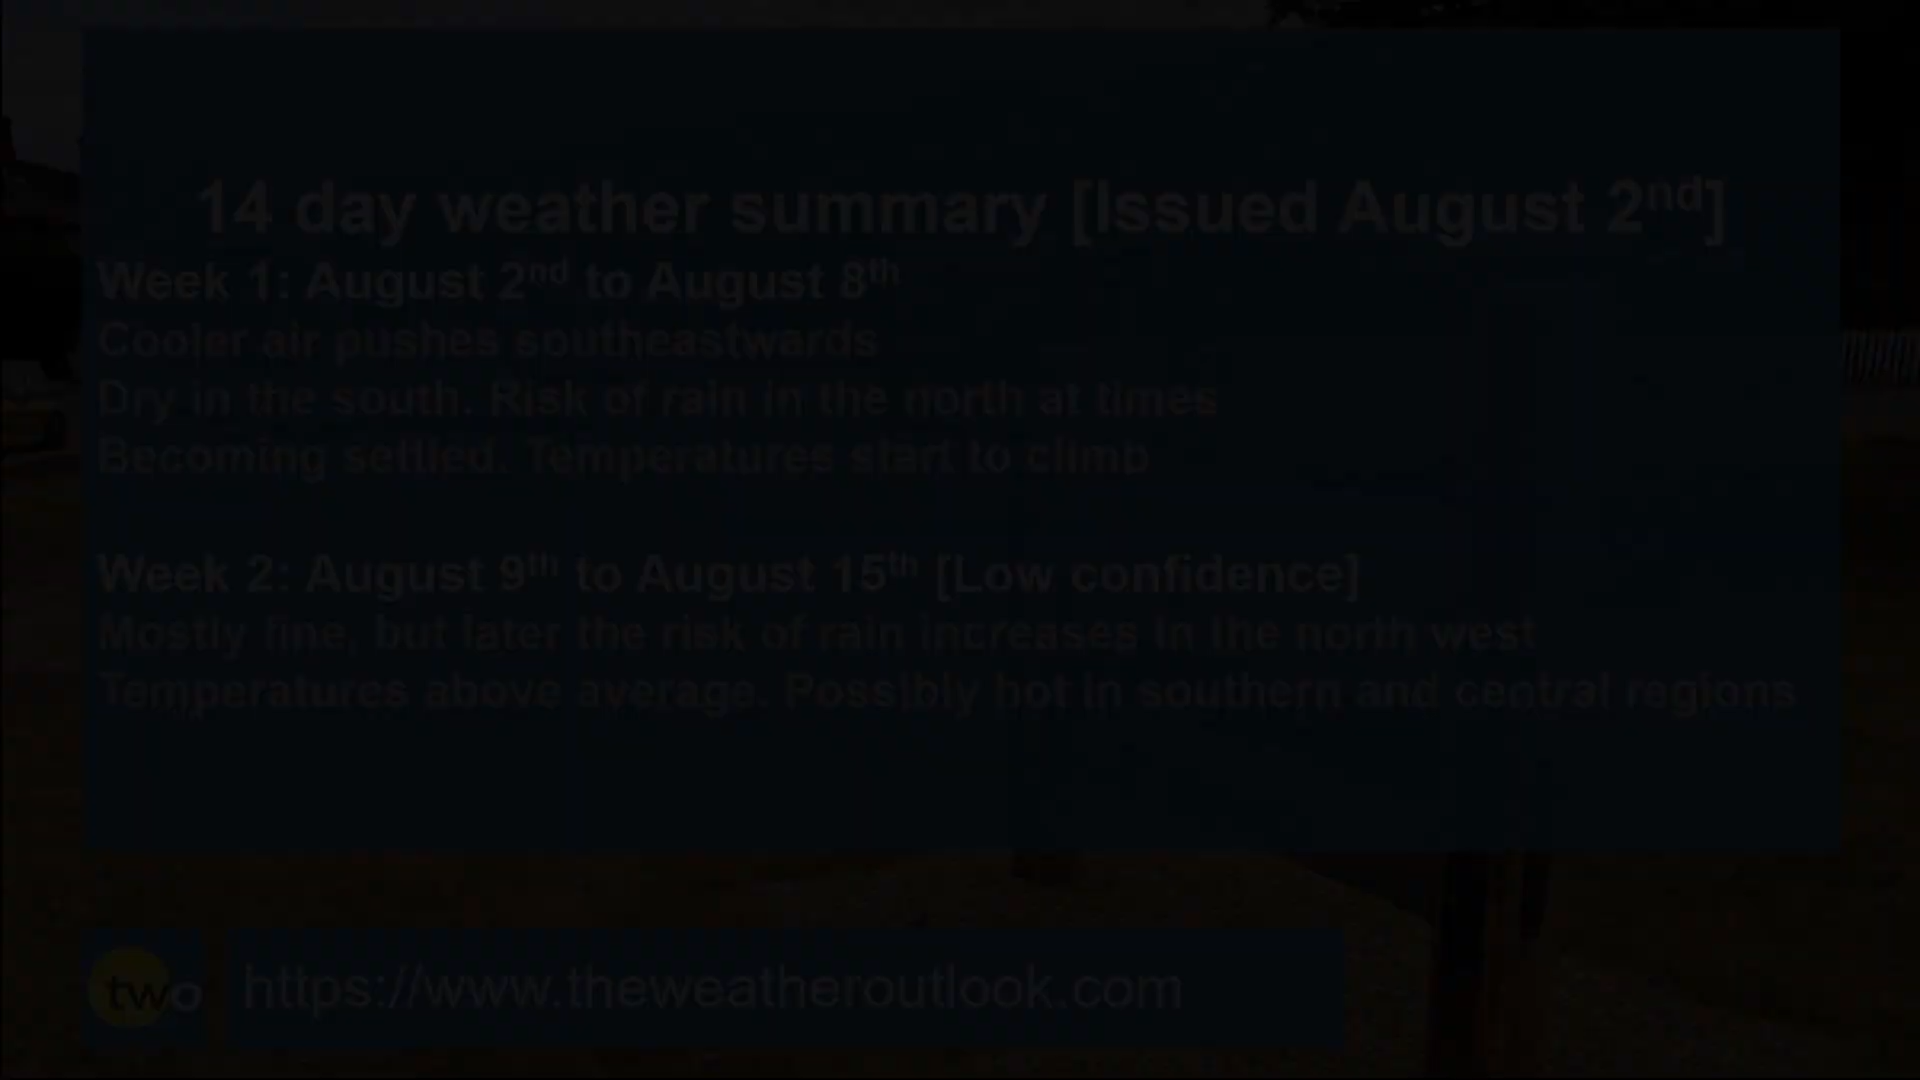 14 day weather summary [Issued August 2nd]
Week 1: August 2nd to August 8th
Cooler air pushes southeastwards
Dry in the south. Risk of rain in the north at times
Becoming settled. Temperatures start to climb
Week 2: August 9th to August 15th [Low confidence]
Mostly fine, but later the risk of rain increases in the north west
Temperatures above average. Possibly hot in southern and central regions
two https://www.theweatheroutlook.com